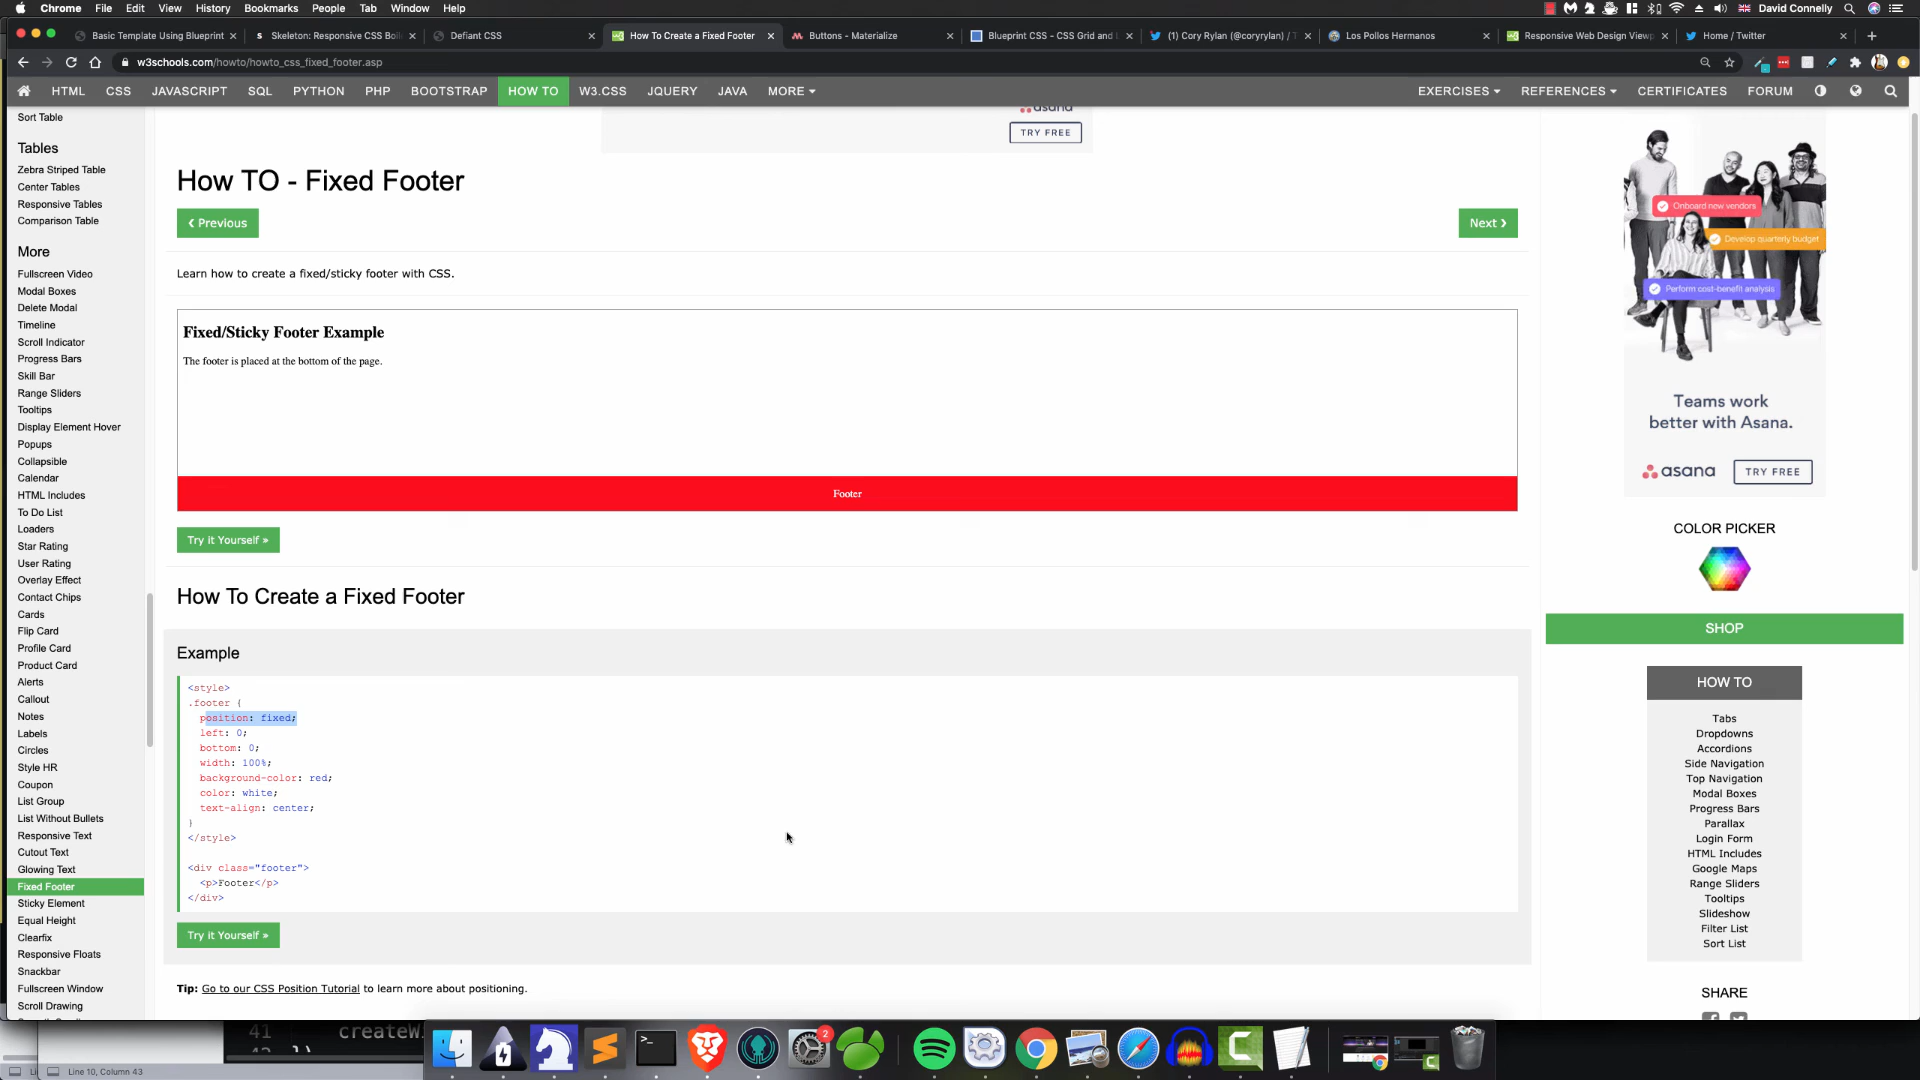 Chrome File Edit View History Bookmarks People Tab Window Help
David Connelly
Basic Template Using Blueprint
Skeleton: Responsive CSS Boil
Defiant CSS
How To Create a Fixed Footer
Buttons - Materialize
Blueprint CSS - CSS Grid and
(1) Cory Rylan (@coryrylan) / T
Los Pollos Hermanos
Responsive Web Design Viewp
Home / Twitter
w3schools.com/howto/howto_css_fixed_footer.asp
HTML CSS JAVASCRIPT SQL PYTHON PHP BOOTSTRAP HOW TO W3.CSS JQUERY JAVA MORE
EXERCISES REFERENCES CERTIFICATES FORUM
Sort Table
Tables
Zebra Striped Table
Center Tables
Responsive Tables
Comparison Table
More
Fullscreen Video
Modal Boxes
Delete Modal
Timeline
Scroll Indicator
Progress Bars
Skill Bar
Range Sliders
Tooltips
Display Element Hover
Popups
Collapsible
Calendar
HTML Includes
To Do List
Loaders
Star Rating
User Rating
Overlay Effect
Contact Chips
Cards
Flip Card
Profile Card
Product Card
Alerts
Callout
Notes
Labels
Circles
Style HR
Coupon
List Group
List Without Bullets
Responsive Text
Cutout Text
Glowing Text
Fixed Footer
Sticky Element
Equal Height
Clearfix
Responsive Floats
Snackbar
Fullscreen Window
Scroll Drawing
asana
TRY FREE
How TO - Fixed Footer
❮ Previous
Next ❯
Learn how to create a fixed/sticky footer with CSS.
Fixed/Sticky Footer Example
The footer is placed at the bottom of the page.
Footer
Try it Yourself »
How To Create a Fixed Footer
Example
<style>
.footer {
position: fixed;
left: 0;
bottom: 0;
width: 100%;
background-color: red;
color: white;
text-align: center;
}
</style>
<div class="footer">
<p>Footer</p>
</div>
Try it Yourself »
Tip: Go to our CSS Position Tutorial to learn more about positioning.
Onboard new vendors
Develop quarterly budget
Perform cost-benefit analysis
Teams work
better with Asana.
asana
TRY FREE
COLOR PICKER
SHOP
HOW TO
Tabs
Dropdowns
Accordions
Side Navigation
Top Navigation
Modal Boxes
Progress Bars
Parallax
Login Form
HTML Includes
Google Maps
Range Sliders
Tooltips
Slideshow
Filter List
Sort List
SHARE
41 createW
2
Line 10, Column 43